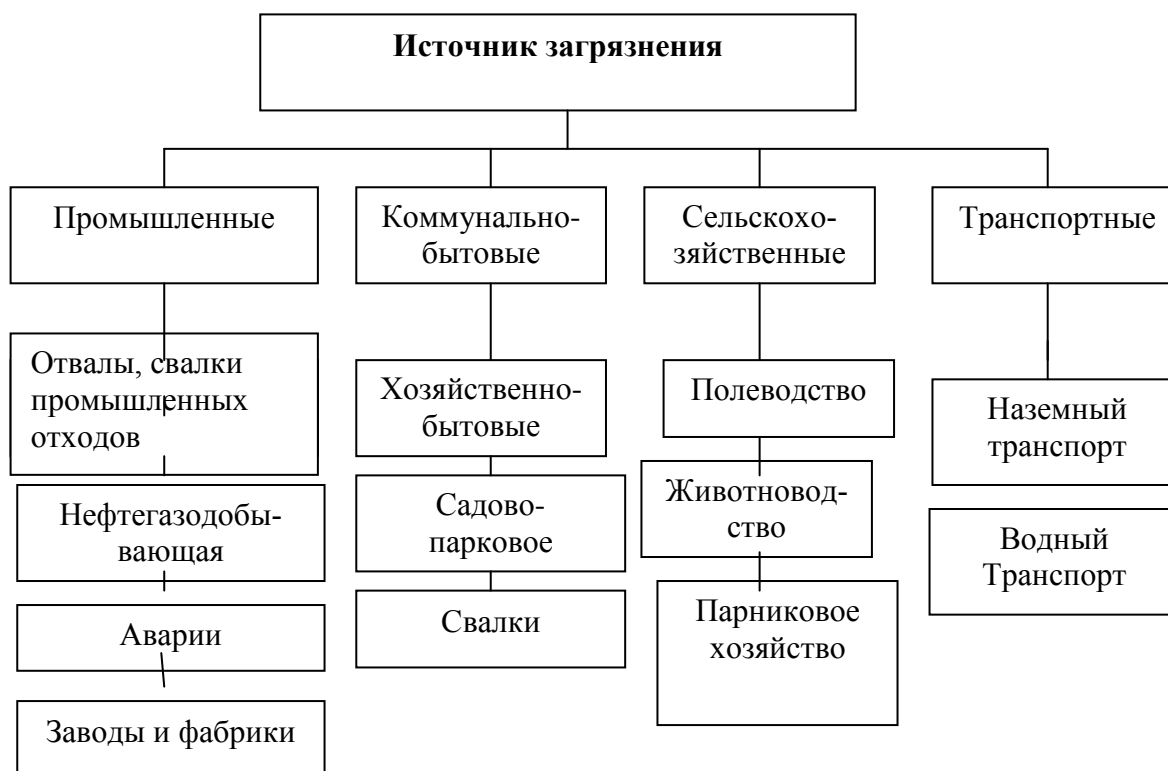 Источник загрязнения
Промышленные
Коммунально-
бытовые
Сельскохо-
зяйственные
Транспортные
Отвалы, свалки
промышленных
отходов
Нефтегазодобы-
вающая
Аварии
Заводы и фабрики
Хозяйственно-
бытовые
Садово-
парковое
Свалки
Полеводство
Животновод-
ство
Парниковое
хозяйство
Наземный
транспорт
Водный
Транспорт